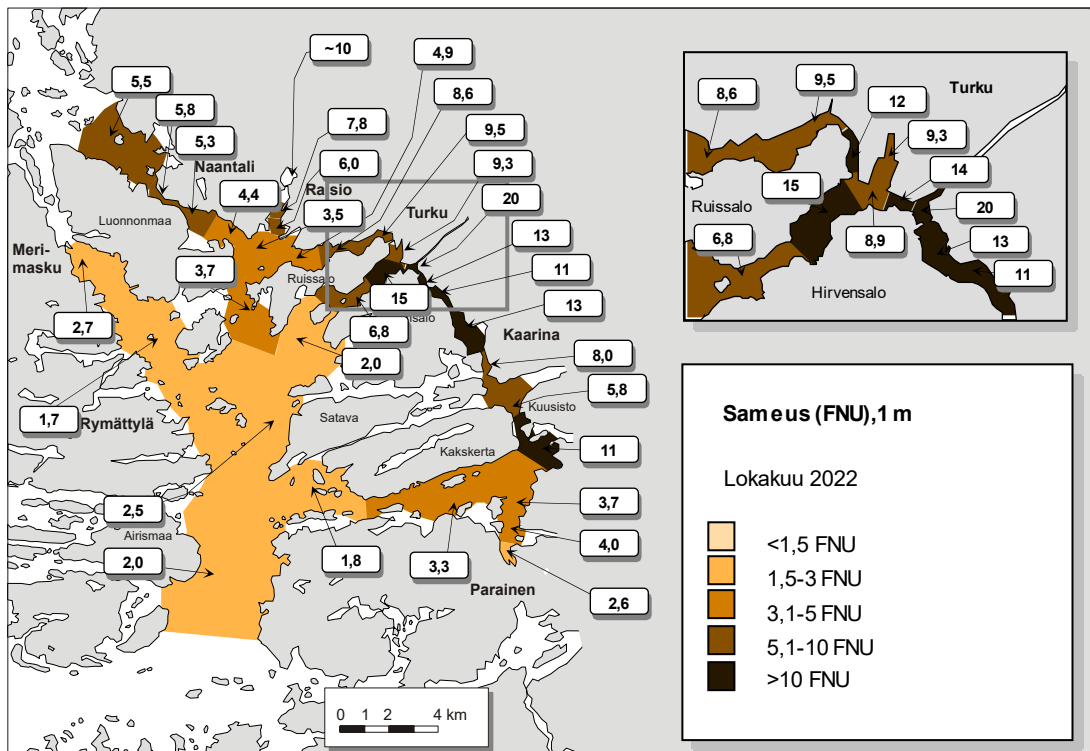 ~10
4,9
5,5
8,6
5,8
7,8
9,5
5,3
Naantali
6,0
9,3
4,4
Raisio
3,5
Turku
20
Luonnonmaa
13
Meri-
masku
3,7
Ruissalo
11
15
13
2,7
6,8
salo
Kaarina
2,0
8,0
1,7
Rymättylä
Satava
5,8
Kuusisto
Kakskerta
11
2,5
3,7
Airismaa
2,0
1,8
3,3
4,0
Parainen
2,6
0 1 2 4 km
9,5
Turku
8,6
12
9,3
14
15
Ruissalo
20
6,8
8,9
13
11
Hirvensalo
Sameus (FNU),1 m
Lokakuu 2022
<1,5 FNU
1,5-3 FNU
3,1-5 FNU
5,1-10 FNU
>10 FNU